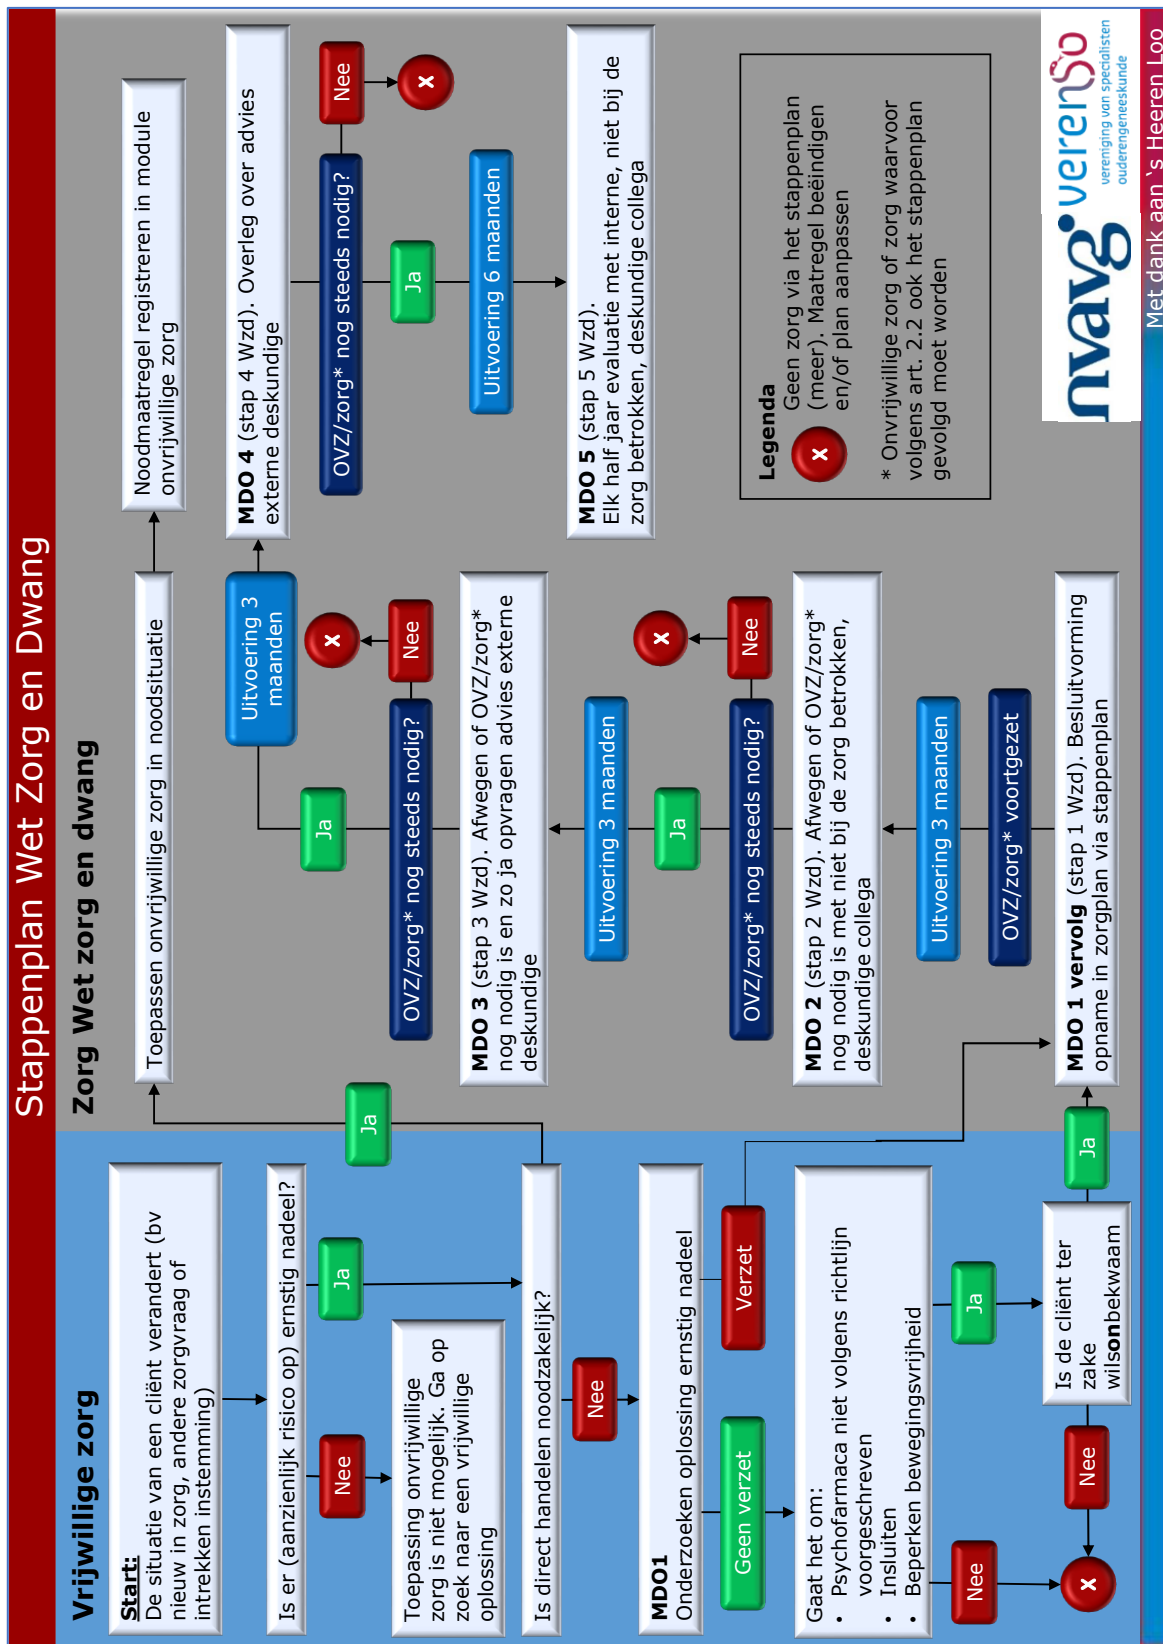 Stappenplan Wet Zorg en Dwang
Vrijwillige zorg
Start:
De situatie van een cliënt verandert (bv
nieuw in zorg, andere zorgvraag of
intrekken instemming)
Is er (aanzienlijk risico op) ernstig nadeel?
Nee
Ja
Toepassing onvrijwillige
zorg is niet mogelijk. Ga op
zoek naar een vrijwillige
oplossing
Is direct handelen noodzakelijk?
Nee
Ja
MDO1
Onderzoeken oplossing ernstig nadeel
Geen verzet
Verzet
Gaat het om:
• Psychofarmaca niet volgens richtlijn
voorgeschreven
• Insluiten
• Beperken bewegingsvrijheid
Nee
Ja
Is de cliënt ter
zake
wilsonbekwaam
Nee
Ja
x
Zorg Wet zorg en dwang
Toepassen onvrijwillige zorg in noodsituatie
Noodmaatregel registreren in module
onvrijwillige zorg
MDO 1 vervolg (stap 1 Wzd). Besluitvorming
opname in zorgplan via stappenplan
OVZ/zorg* voortgezet
Uitvoering 3 maanden
MDO 2 (stap 2 Wzd). Afwegen of OVZ/zorg*
nog nodig is met niet bij de zorg betrokken,
deskundige collega
OVZ/zorg* nog steeds nodig?
Nee
x
Ja
Uitvoering 3 maanden
MDO 3 (stap 3 Wzd). Afwegen of OVZ/zorg*
nog nodig is en zo ja opvragen advies externe
deskundige
OVZ/zorg* nog steeds nodig?
Nee
x
Ja
Uitvoering 3
maanden
MDO 4 (stap 4 Wzd). Overleg over advies
externe deskundige
OVZ/zorg* nog steeds nodig?
Nee
x
Ja
Uitvoering 6 maanden
MDO 5 (stap 5 Wzd).
Elk half jaar evaluatie met interne, niet bij de
zorg betrokken, deskundige collega
Legenda
x
Geen zorg via het stappenplan
(meer). Maatregel beëindigen
en/of plan aanpassen
* Onvrijwillige zorg of zorg waarvoor
volgens art. 2.2 ook het stappenplan
gevolgd moet worden
nvavg
verenso
vereniging van specialisten
ouderengeneeskunde
Met dank aan `s Heeren Loo